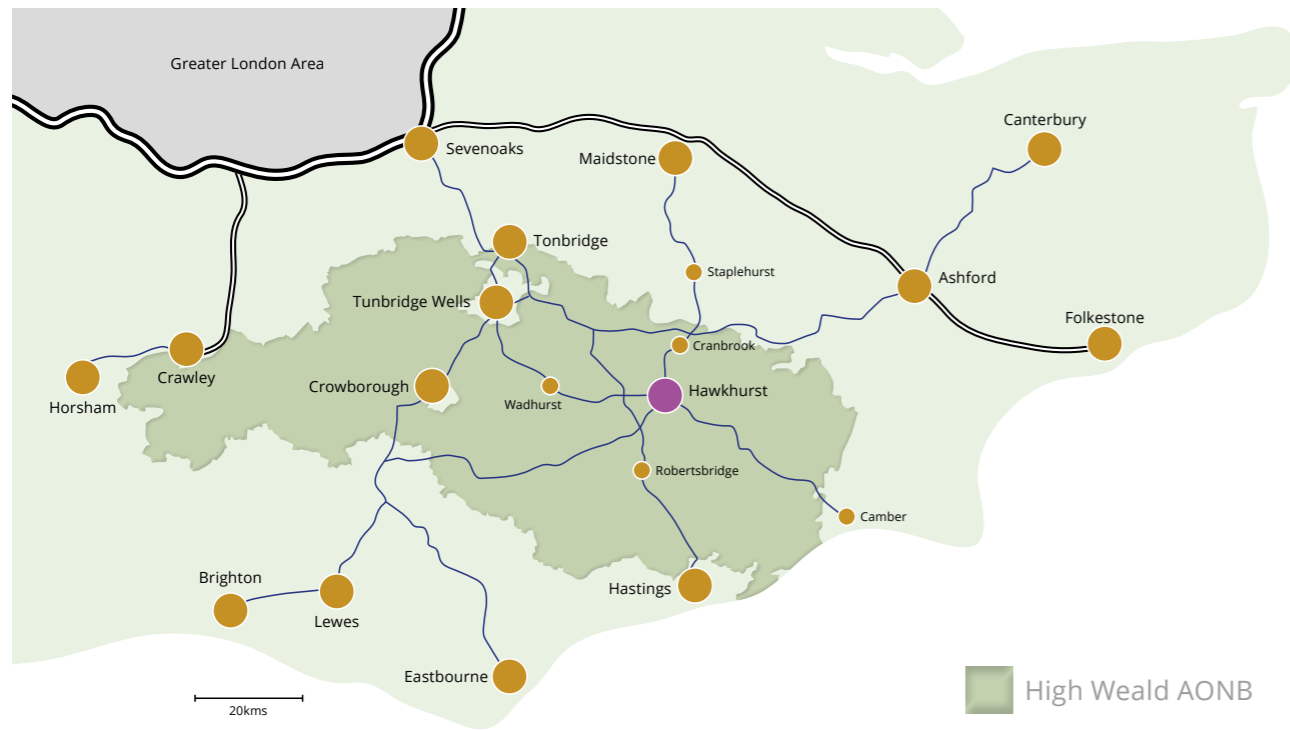 Greater London Area
Canterbury
Sevenoaks
Maidstone
Tonbridge
Staplehurst
Ashford
Tunbridge Wells
Folkestone
Cranbrook
Crawley
Crowborough
Hawkhurst
Wadhurst
Horsham
Robertsbridge
Camber
Brighton
Hastings
Lewes
Eastbourne
High Weald AONB
20kms